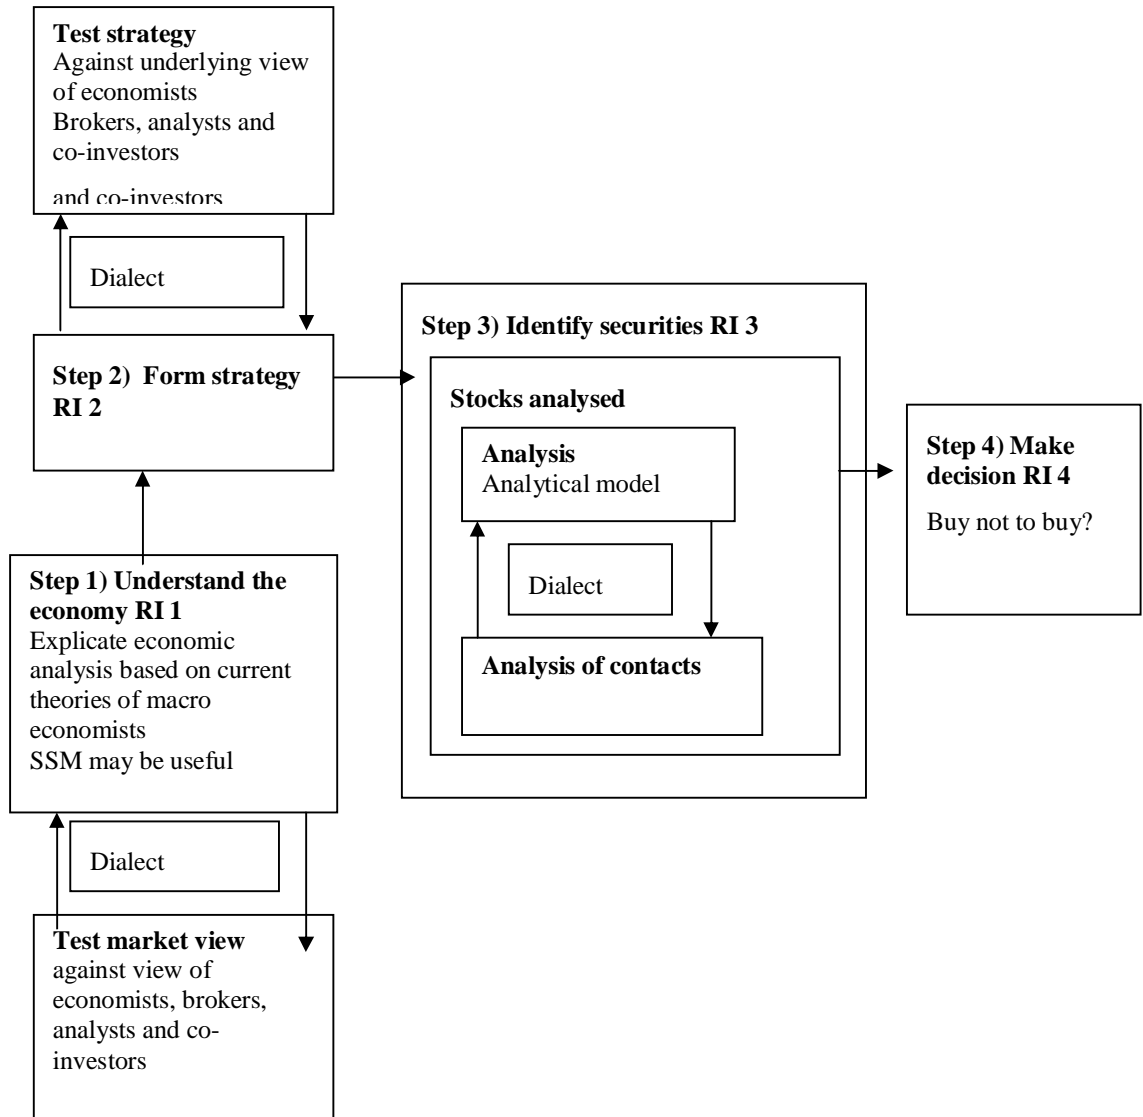 Test strategy
Against underlying view
of economists
Brokers, analysts and
co-investors
and co-investors
Dialect
Step 2)  Form strategy
RI 2
Step 1) Understand the
economy RI 1
Explicate economic
analysis based on current
theories of macro
economists
SSM may be useful
Dialect
Test market view
against view of
economists, brokers,
analysts and co-
investors
Step 3) Identify securities RI 3
Stocks analysed
Analysis
Analytical model
Dialect
Analysis of contacts
Step 4) Make
decision RI 4
Buy not to buy?